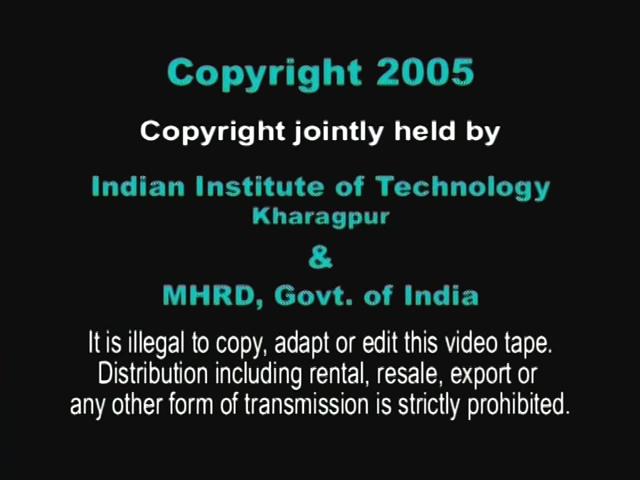 Copyright 2005
Copyright jointly held by
Indian Institute of Technology
Kharagpur
&
MHRD, Govt. of India
It is illegal to copy, adapt or edit this video tape.
Distribution including rental, resale, export or
any other form of transmission is strictly prohibited.